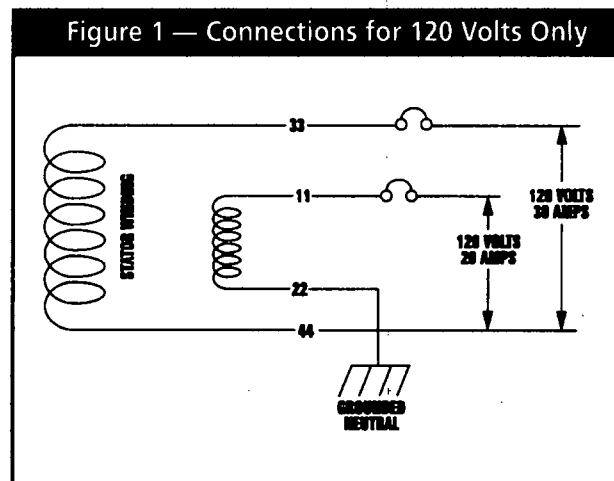 Figure 1 — Connections for 120 Volts Only
33
STATOR WINDING
11
120 VOLTS
30 AMPS
120 VOLTS
20 AMPS
22
44
GROUNDED
NEUTRAL